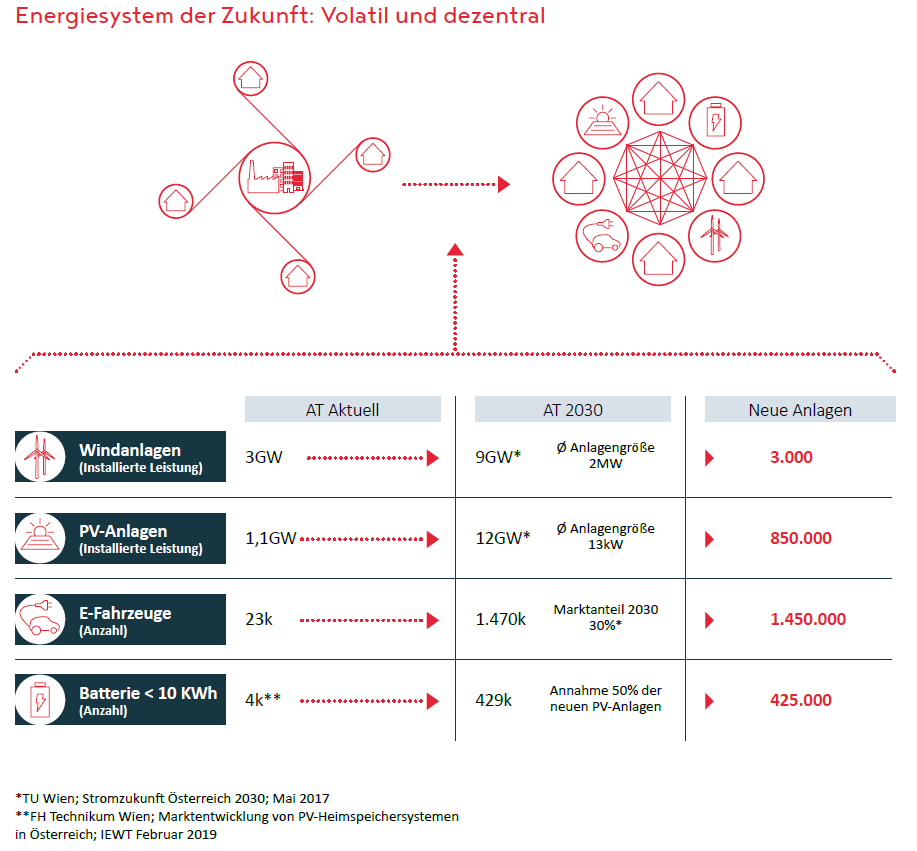 Energiesystem der Zukunft: Volatil und dezentral
AT Aktuell
AT 2030
Neue Anlagen
Windanlagen
(Installierte Leistung)
3GW
9GW*
Ø Anlagengröße
2MW
3.000
PV-Anlagen
(Installierte Leistung)
1,1GW
12GW*
Ø Anlagengröße
13kW
850.000
E-Fahrzeuge
(Anzahl)
23k
1.470k
Marktanteil 2030
30%*
1.450.000
Batterie < 10 KWh
(Anzahl)
4k**
429k
Annahme 50% der
neuen PV-Anlagen
425.000
*TU Wien; Stromzukunft Österreich 2030; Mai 2017
**FH Technikum Wien; Marktentwicklung von PV-Heimspeichersystemen
in Österreich; IEWT Februar 2019